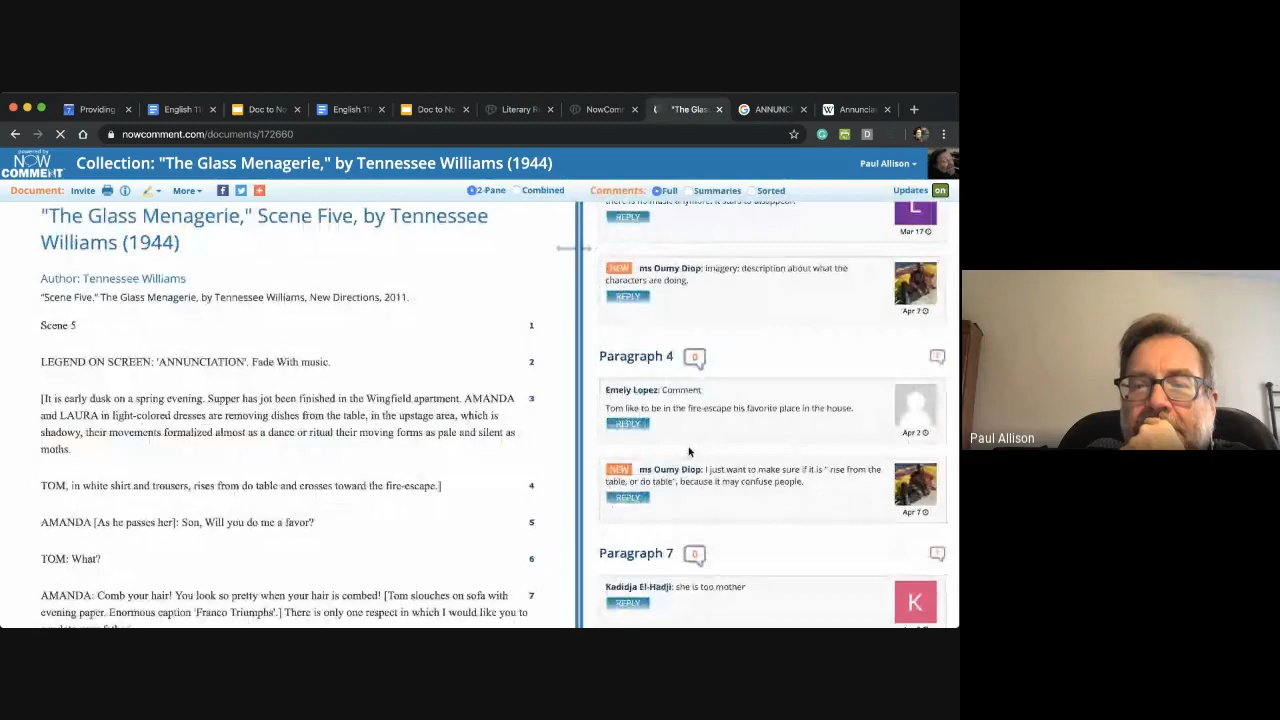 Providing
English 11
Doc to No
English 11
Doc to No
Literary R
NowComm
"The Glas
ANNUNC
Annuncia
nowcomment.com/documents/172660
powered by
NOW
COMMENT
Collection: "The Glass Menagerie," by Tennessee Williams (1944)
Paul Allison
Document: Invite More
2-Pane Combined
Comments: Full Summaries Sorted
Updates on
"The Glass Menagerie," Scene Five, by Tennessee
Williams (1944)
Author: Tennessee Williams
"Scene Five." The Glass Menagerie, by Tennessee Williams, New Directions, 2011.
Scene 5 1
LEGEND ON SCREEN: 'ANNUNCIATION'. Fade With music. 2
[It is early dusk on a spring evening. Supper has jot been finished in the Wingfield apartment. AMANDA 3
and LAURA in light-colored dresses are removing dishes from the table, in the upstage area, which is
shadowy, their movements formalized almost as a dance or ritual their moving forms as pale and silent as
moths.
TOM, in white shirt and trousers, rises from do table and crosses toward the fire-escape.] 4
AMANDA [As he passes her]: Son, Will you do me a favor? 5
TOM: What? 6
AMANDA: Comb your hair! You look so pretty when your hair is combed! [Tom slouches on sofa with 7
evening paper. Enormous caption 'Franco Triumphs'.] There is only one respect in which I would like you to
REPLY
L
Mar 17
NEW ms Oumy Diop: imagery: description about what the
characters are doing.
REPLY
Apr 7
Paragraph 4 0
Emely Lopez: Comment
Tom like to be in the fire-escape his favorite place in the house.
REPLY
Apr 2
NEW ms Oumy Diop: I just want to make sure if it is " rise from the
table, or do table", because it may confuse people.
REPLY
Apr 7
Paragraph 7 0
Kadidja El-Hadji: she is too mother
REPLY
K
Paul Allison